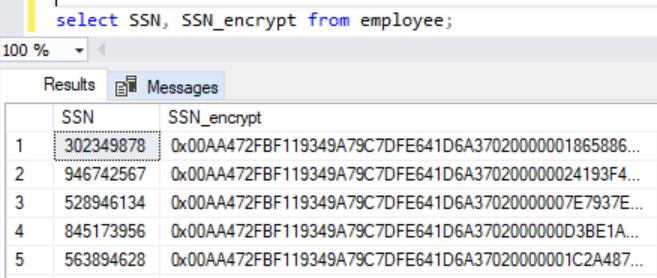 select SSN, SSN_encrypt from employee;
100 %
Results Messages
SSN SSN_encrypt
1 302349878 0x00AA472FBF119349A79C7DFE641D6A37020000001865886...
2 946742567 0x00AA472FBF119349A79C7DFE641D6A370200000024193F4...
3 528946134 0x00AA472FBF119349A79C7DFE641D6A37020000007E7937E...
4 845173956 0x00AA472FBF119349A79C7DFE641D6A3702000000D3BE1A...
5 563894628 0x00AA472FBF119349A79C7DFE641D6A37020000001C2A487...